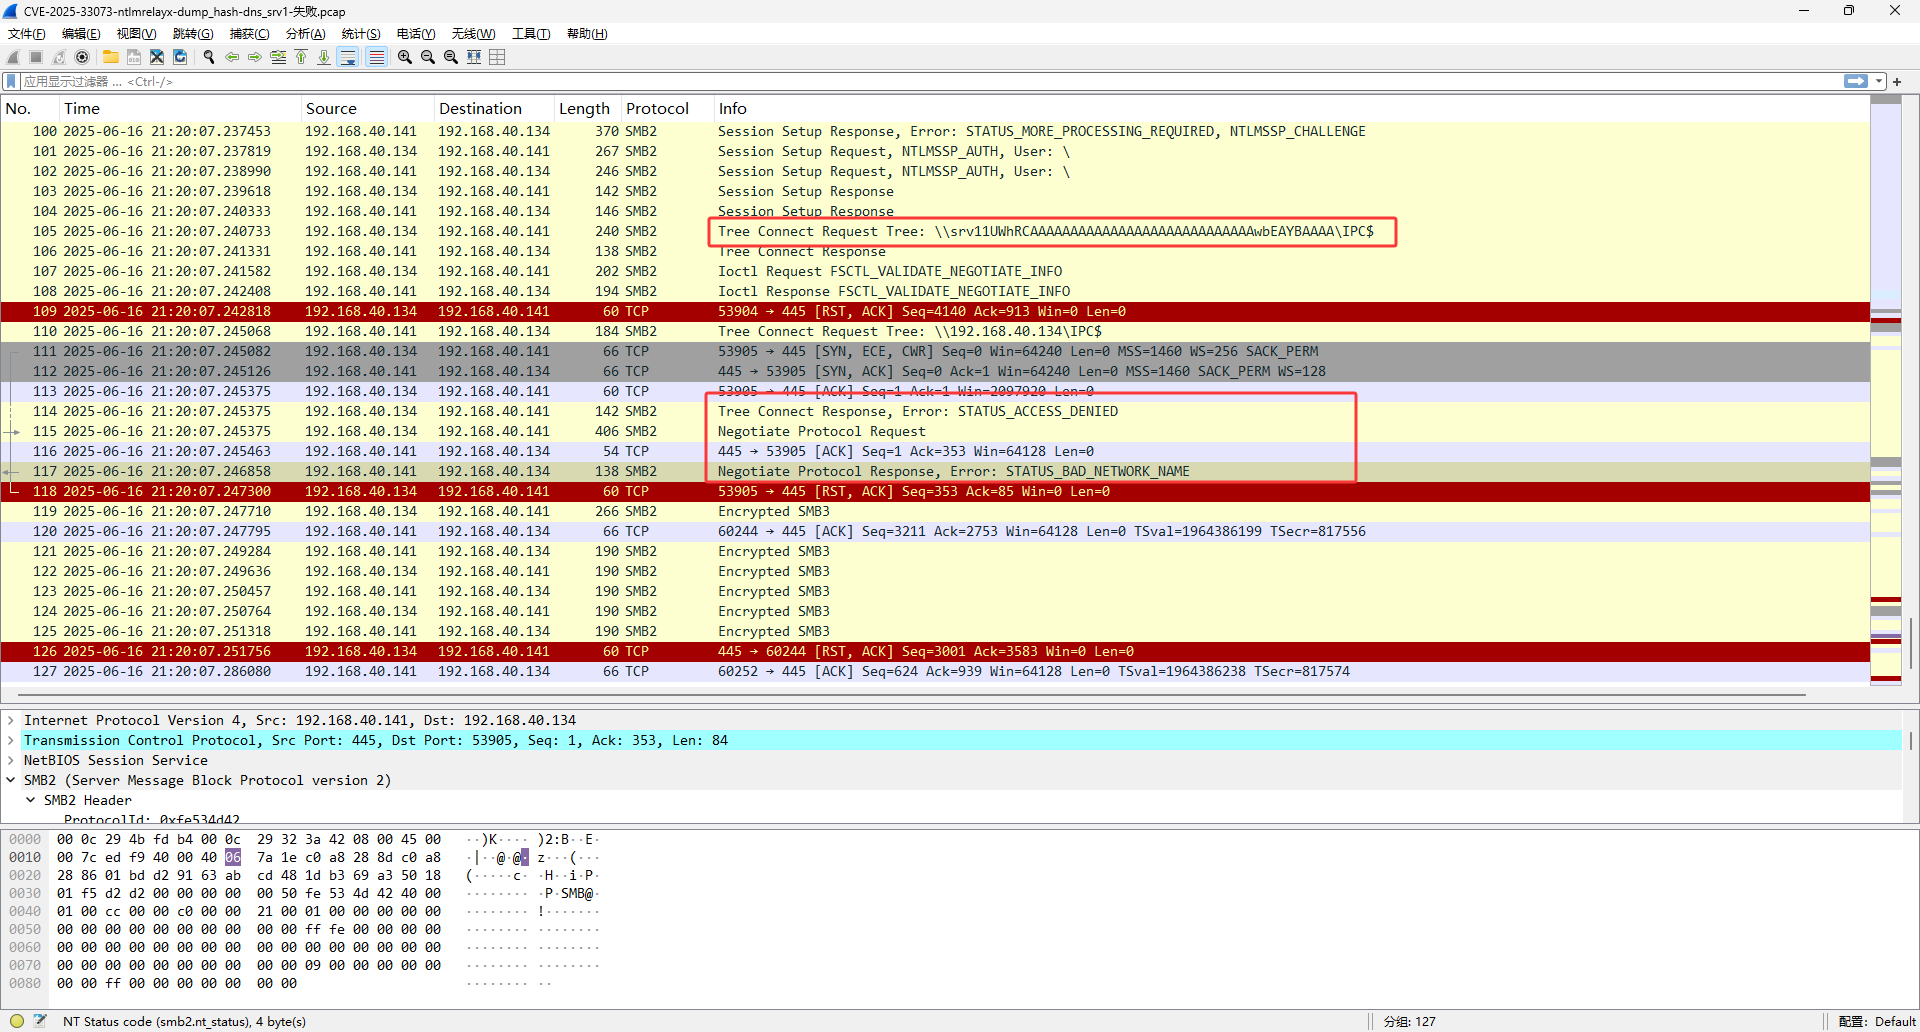 CVE-2025-33073-ntlmrelayx-dump_hash-dns_srv1-失败.pcap
文件(F) 编辑(E) 视图(V) 跳转(G) 捕获(C) 分析(A) 统计(S) 电话(Y) 无线(W) 工具(T) 帮助(H)
应用显示过滤器 … <Ctrl-/>
No. Time Source Destination Length Protocol Info
100 2025-06-16 21:20:07.237453 192.168.40.141 192.168.40.134 370 SMB2 Session Setup Response, Error: STATUS_MORE_PROCESSING_REQUIRED, NTLMSSP_CHALLENGE
101 2025-06-16 21:20:07.237819 192.168.40.134 192.168.40.141 267 SMB2 Session Setup Request, NTLMSSP_AUTH, User: \
102 2025-06-16 21:20:07.238990 192.168.40.141 192.168.40.134 246 SMB2 Session Setup Request, NTLMSSP_AUTH, User: \
103 2025-06-16 21:20:07.239618 192.168.40.134 192.168.40.141 142 SMB2 Session Setup Response
104 2025-06-16 21:20:07.240333 192.168.40.141 192.168.40.134 146 SMB2 Session Setup Response
105 2025-06-16 21:20:07.240733 192.168.40.134 192.168.40.141 240 SMB2 Tree Connect Request Tree: \\srv11UWhRCAAAAAAAAAAAAAAAAAAAAAAAAAAAAwbEAYBAAAA\IPC$
106 2025-06-16 21:20:07.241331 192.168.40.141 192.168.40.134 138 SMB2 Tree Connect Response
107 2025-06-16 21:20:07.241582 192.168.40.134 192.168.40.141 202 SMB2 Ioctl Request FSCTL_VALIDATE_NEGOTIATE_INFO
108 2025-06-16 21:20:07.242408 192.168.40.141 192.168.40.134 194 SMB2 Ioctl Response FSCTL_VALIDATE_NEGOTIATE_INFO
109 2025-06-16 21:20:07.242818 192.168.40.134 192.168.40.141 60 TCP 53904 → 445 [RST, ACK] Seq=4140 Ack=913 Win=0 Len=0
110 2025-06-16 21:20:07.245068 192.168.40.141 192.168.40.134 184 SMB2 Tree Connect Request Tree: \\192.168.40.134\IPC$
111 2025-06-16 21:20:07.245082 192.168.40.134 192.168.40.141 66 TCP 53905 → 445 [SYN, ECE, CWR] Seq=0 Win=64240 Len=0 MSS=1460 WS=256 SACK_PERM
112 2025-06-16 21:20:07.245126 192.168.40.141 192.168.40.134 66 TCP 445 → 53905 [SYN, ACK] Seq=0 Ack=1 Win=64240 Len=0 MSS=1460 SACK_PERM WS=128
113 2025-06-16 21:20:07.245375 192.168.40.134 192.168.40.141 60 TCP 53905 → 445 [ACK] Seq=1 Ack=1 Win=2097920 Len=0
114 2025-06-16 21:20:07.245375 192.168.40.134 192.168.40.141 142 SMB2 Tree Connect Response, Error: STATUS_ACCESS_DENIED
115 2025-06-16 21:20:07.245375 192.168.40.134 192.168.40.141 406 SMB2 Negotiate Protocol Request
116 2025-06-16 21:20:07.245463 192.168.40.141 192.168.40.134 54 TCP 445 → 53905 [ACK] Seq=1 Ack=353 Win=64128 Len=0
117 2025-06-16 21:20:07.246858 192.168.40.141 192.168.40.134 138 SMB2 Negotiate Protocol Response, Error: STATUS_BAD_NETWORK_NAME
118 2025-06-16 21:20:07.247300 192.168.40.134 192.168.40.141 60 TCP 53905 → 445 [RST, ACK] Seq=353 Ack=85 Win=0 Len=0
119 2025-06-16 21:20:07.247710 192.168.40.134 192.168.40.141 266 SMB2 Encrypted SMB3
120 2025-06-16 21:20:07.247795 192.168.40.141 192.168.40.134 66 TCP 60244 → 445 [ACK] Seq=3211 Ack=2753 Win=64128 Len=0 TSval=1964386199 TSecr=817556
121 2025-06-16 21:20:07.249284 192.168.40.141 192.168.40.134 190 SMB2 Encrypted SMB3
122 2025-06-16 21:20:07.249636 192.168.40.134 192.168.40.141 190 SMB2 Encrypted SMB3
123 2025-06-16 21:20:07.250457 192.168.40.141 192.168.40.134 190 SMB2 Encrypted SMB3
124 2025-06-16 21:20:07.250764 192.168.40.134 192.168.40.141 190 SMB2 Encrypted SMB3
125 2025-06-16 21:20:07.251318 192.168.40.141 192.168.40.134 190 SMB2 Encrypted SMB3
126 2025-06-16 21:20:07.251756 192.168.40.134 192.168.40.141 60 TCP 445 → 60244 [RST, ACK] Seq=3001 Ack=3583 Win=0 Len=0
127 2025-06-16 21:20:07.286080 192.168.40.141 192.168.40.134 66 TCP 60252 → 445 [ACK] Seq=624 Ack=939 Win=64128 Len=0 TSval=1964386238 TSecr=817574
Internet Protocol Version 4, Src: 192.168.40.141, Dst: 192.168.40.134
Transmission Control Protocol, Src Port: 445, Dst Port: 53905, Seq: 1, Ack: 353, Len: 84
NetBIOS Session Service
SMB2 (Server Message Block Protocol version 2)
SMB2 Header
ProtocolId: 0xfe534d42
0000 00 0c 29 4b fd b4 00 0c 29 32 3a 42 08 00 45 00 ··)K···· )2:B··E·
0010 00 7c ed f9 40 00 40 06 7a 1e c0 a8 28 8d c0 a8 ·|··@·@· z···(···
0020 28 86 01 bd d2 91 63 ab cd 48 1d b3 69 a3 50 18 (·····c· ·H··i·P·
0030 01 f5 d2 d2 00 00 00 00 00 50 fe 53 4d 42 40 00 ········ ·P·SMB@·
0040 01 00 cc 00 00 c0 00 00 21 00 01 00 00 00 00 00 ········ !·······
0050 00 00 00 00 00 00 00 00 00 00 ff fe 00 00 00 00 ········ ········
0060 00 00 00 00 00 00 00 00 00 00 00 00 00 00 00 00 ········ ········
0070 00 00 00 00 00 00 00 00 00 00 09 00 00 00 00 00 ········ ········
0080 00 00 ff 00 00 00 00 00 00 00 ········ ··
NT Status code (smb2.nt_status), 4 byte(s) 分组: 127 配置: Default